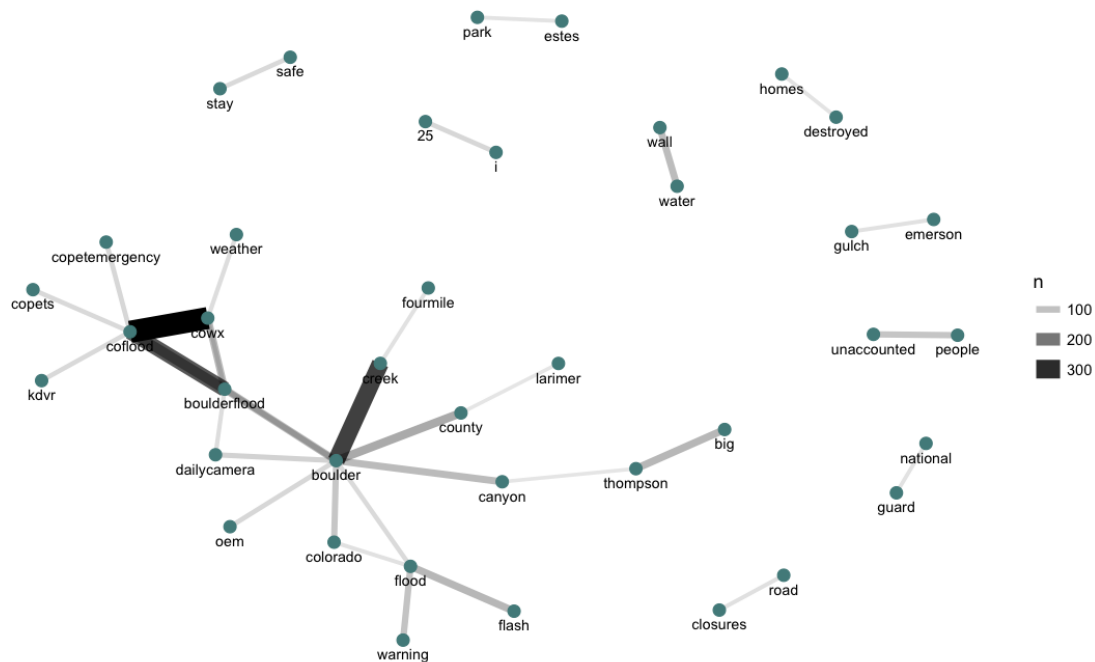 park
estes
safe
stay
homes
destroyed
25
i
wall
water
gulch
emerson
weather
copetemergency
copets
fourmile
cowx
coflood
n
100
200
300
unaccounted
people
creek
larimer
kdvr
boulderflood
county
big
national
dailycamera
boulder
thompson
canyon
guard
oem
colorado
flood
road
closures
flash
warning